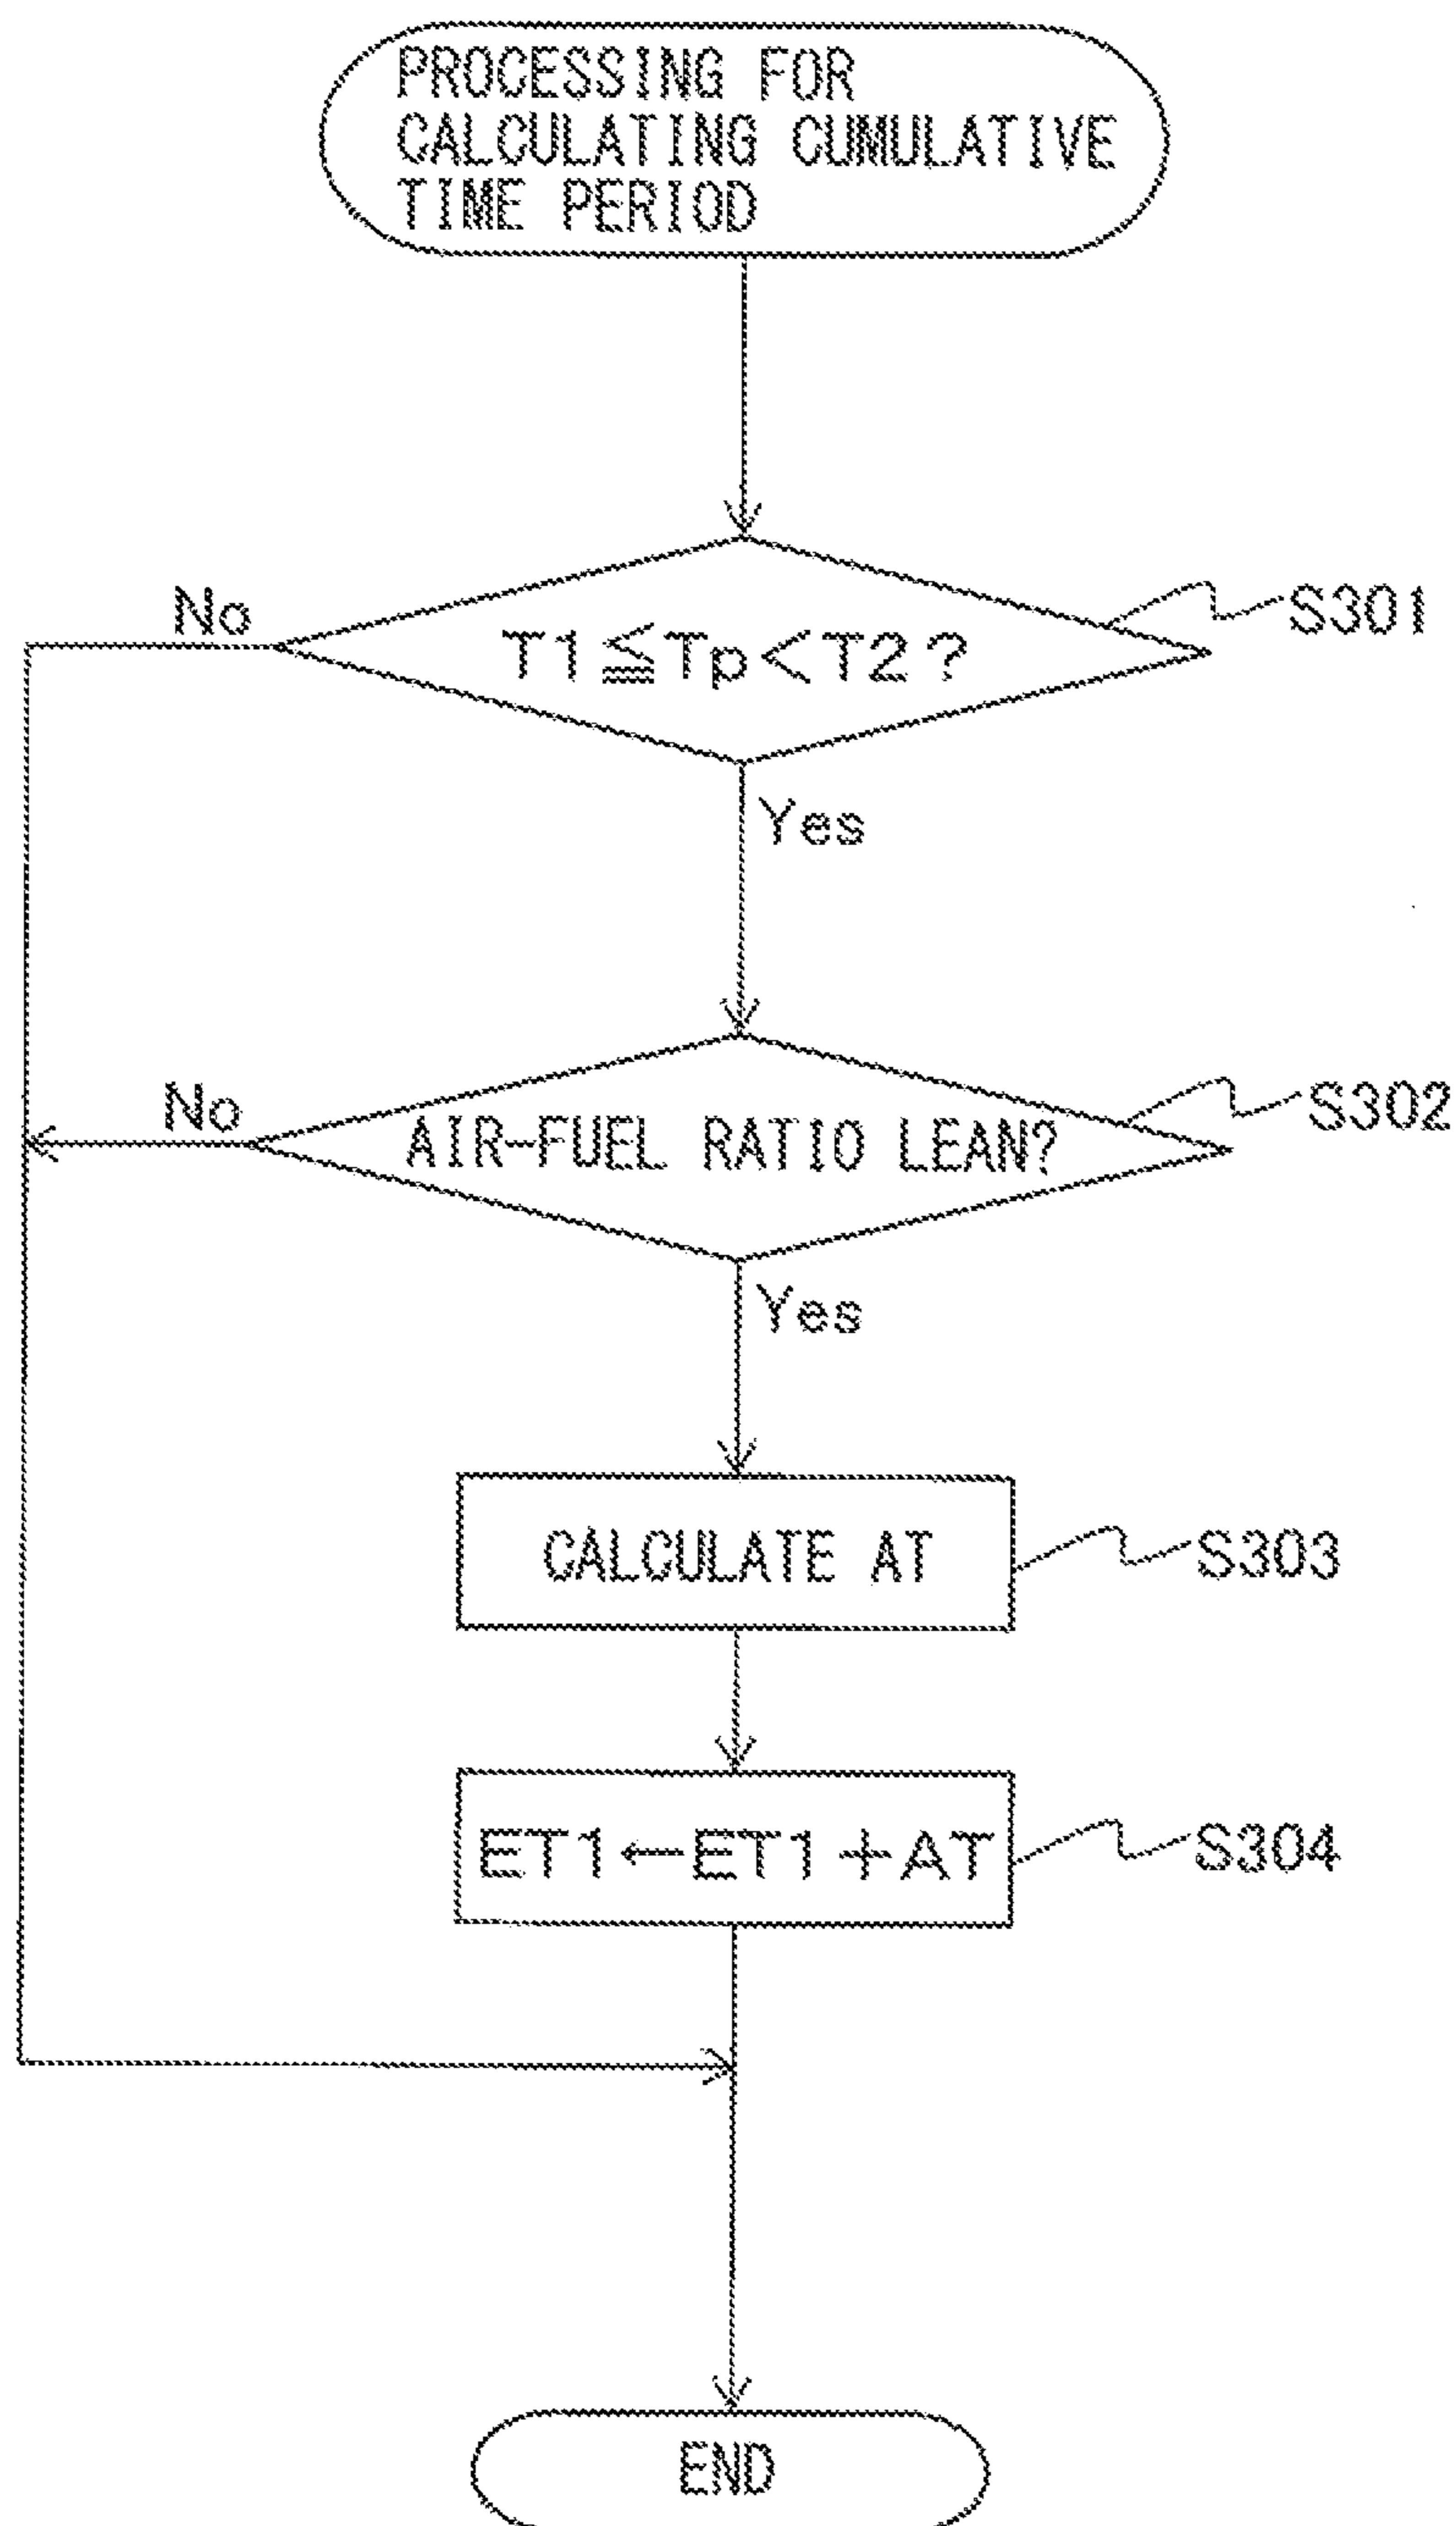 PROCESSING FOR
CALCULATING CUMULATIVE
TIME PERIOD
No
T1≦Tp<T2?
S301
Yes
No
AIR-FUEL RATIO LEAN?
S302
Yes
CALCULATE AT
S303
ET1←ET1+AT
S304
END